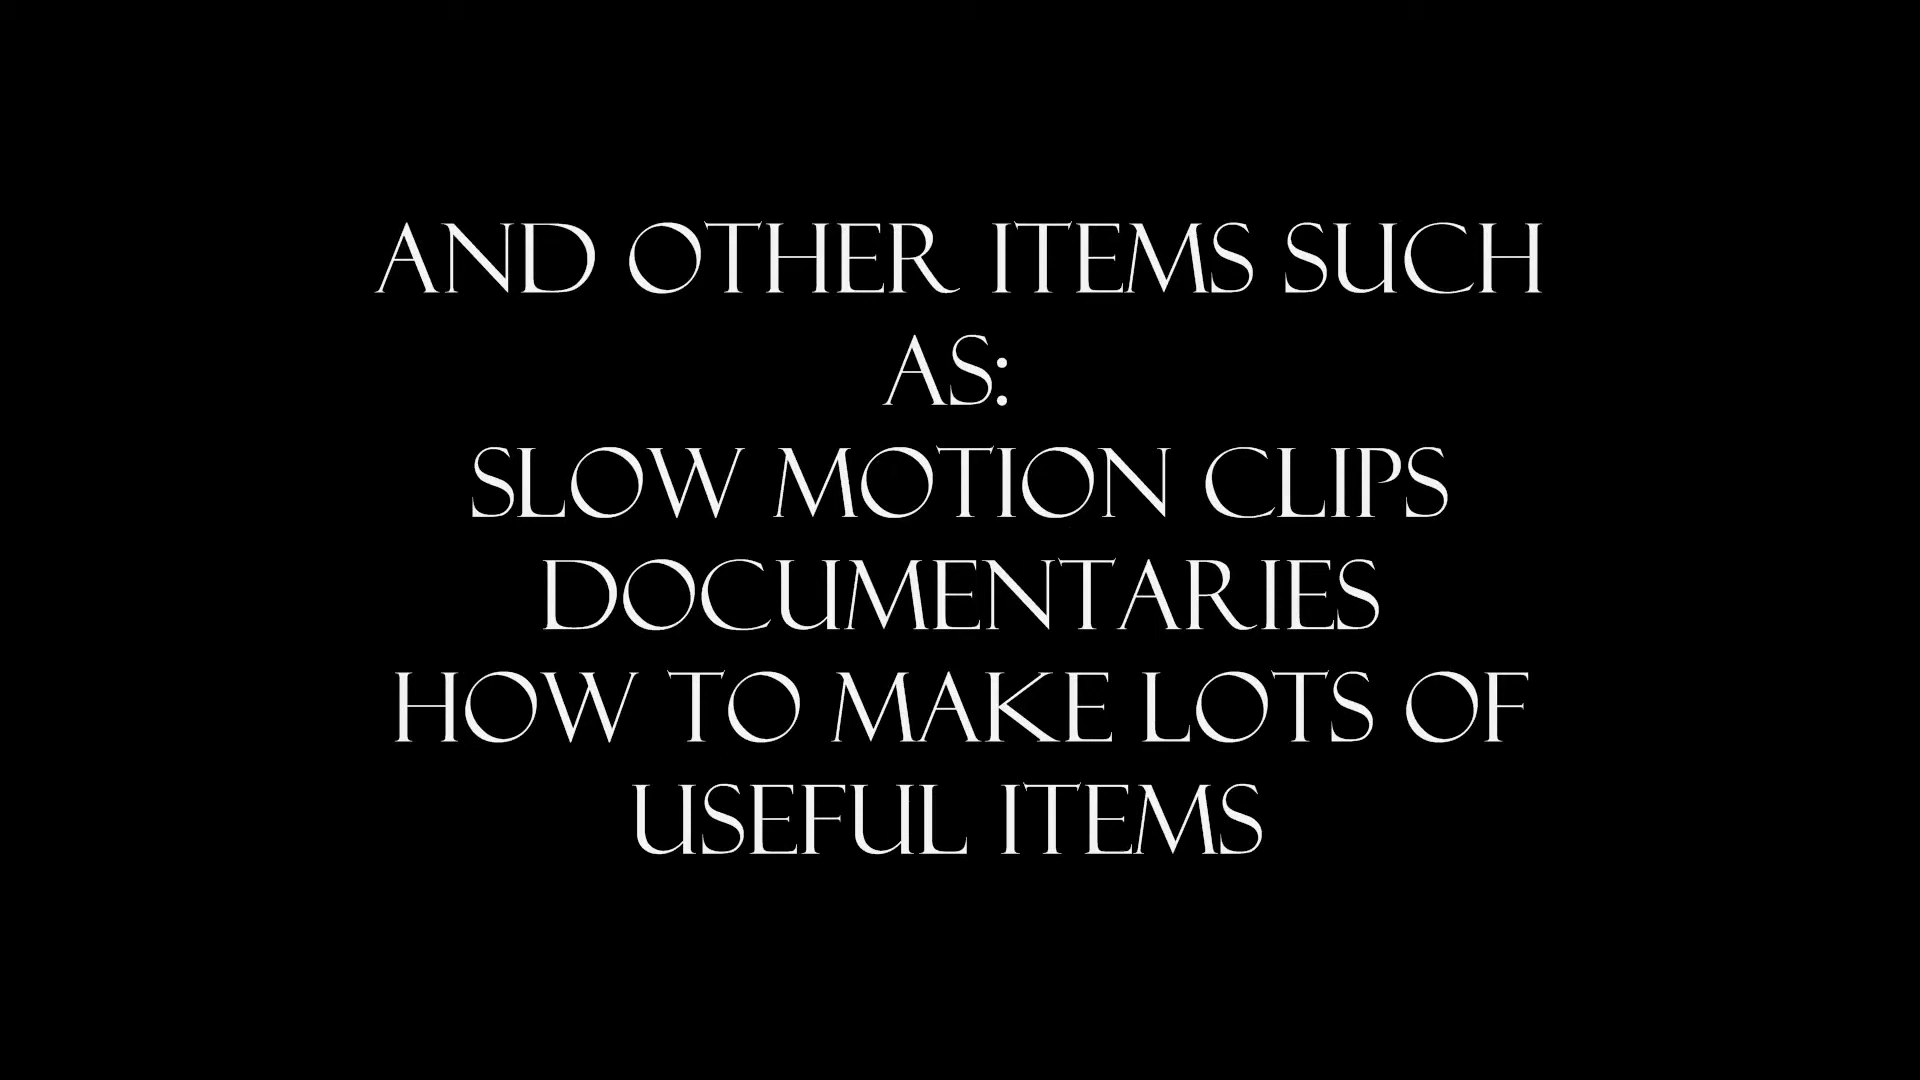 AND OTHER ITEMS SUCH
AS:
SLOW MOTION CLIPS
DOCUMENTARIES
HOW TO MAKE LOTS OF
USEFUL ITEMS